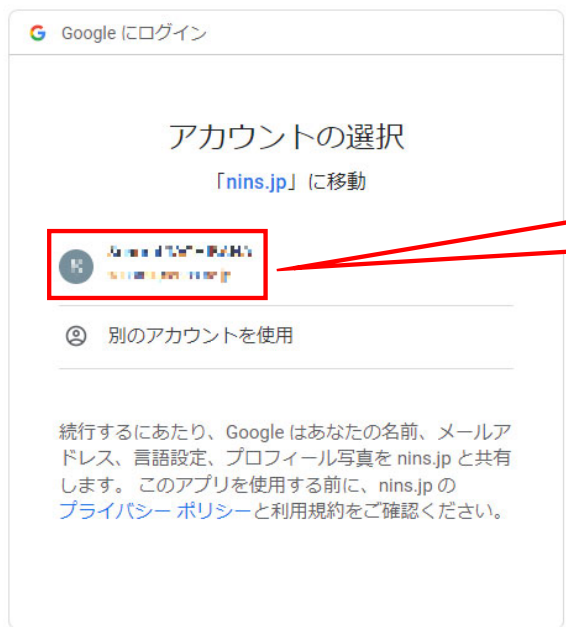 Google にログイン
アカウントの選択
「nins.jp」に移動
別のアカウントを使用
続行するにあたり、Google はあなたの名前、メールア
ドレス、言語設定、プロフィール写真を nins.jp と共有
します。 このアプリを使用する前に、nins.jp の
プライバシー ポリシーと利用規約をご確認ください。